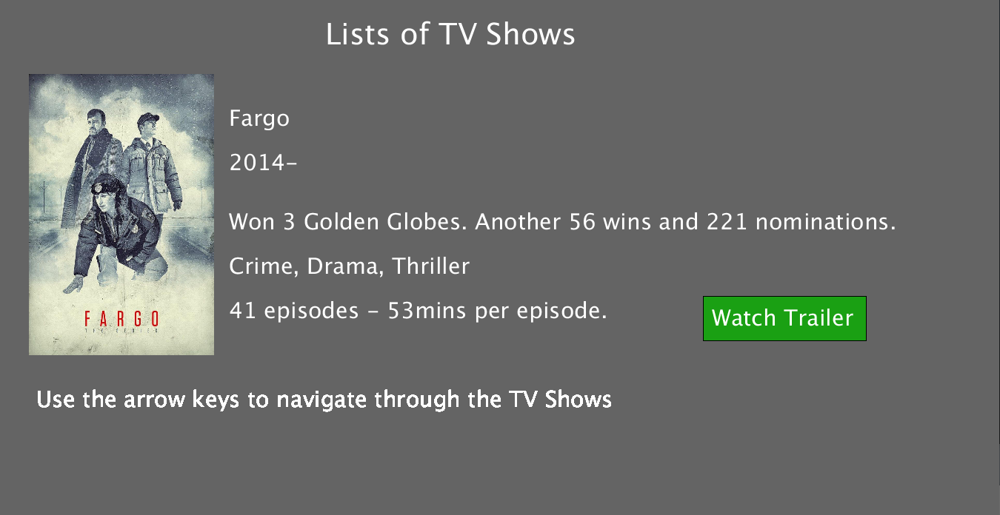 Lists of TV Shows
Fargo
2014-
Won 3 Golden Globes. Another 56 wins and 221 nominations.
Crime, Drama, Thriller
41 episodes - 53mins per episode.
Watch Trailer
FARGO
Use the arrow keys to navigate through the TV Shows